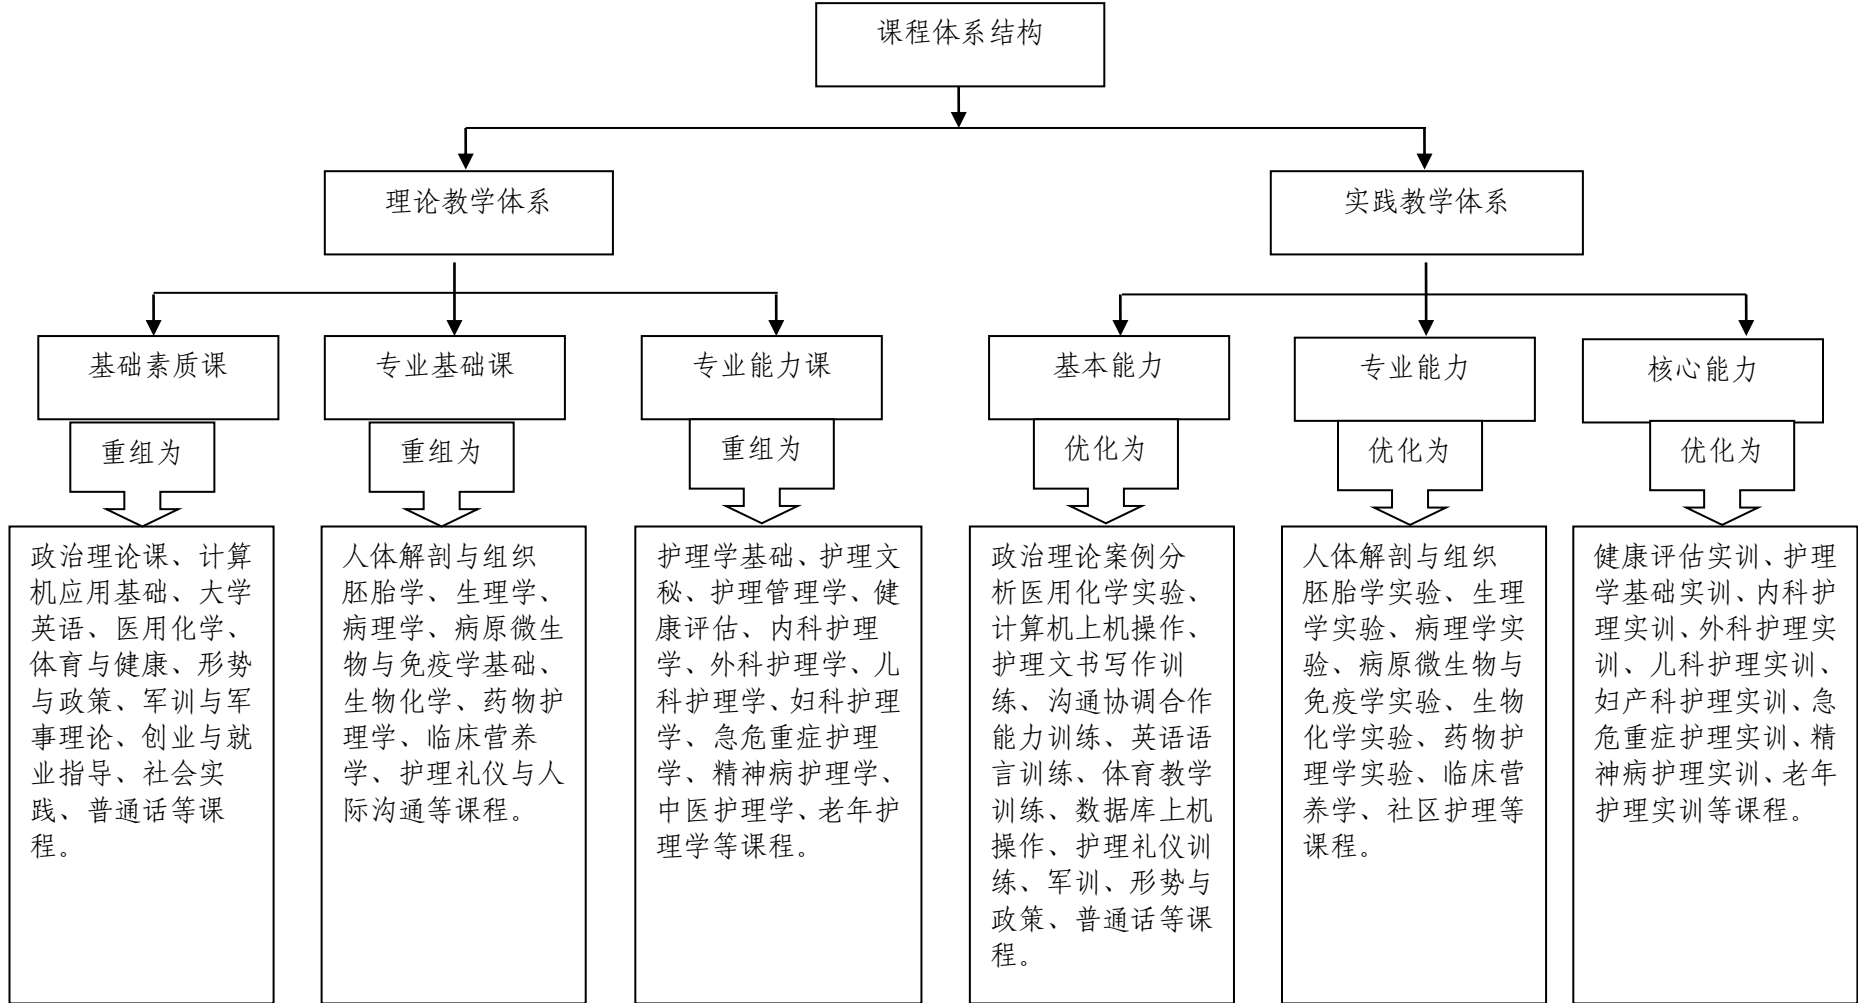 课程体系结构
理论教学体系
实践教学体系
基础素质课
专业基础课
专业能力课
基本能力
专业能力
核心能力
重组为
重组为
重组为
优化为
优化为
优化为
政治理论课、计算
机应用基础、大学
英语、医用化学、
体育与健康、形势
与政策、军训与军
事理论、创业与就
业指导、社会实
践、普通话等课
程。
人体解剖与组织
胚胎学、生理学、
病理学、病原微生
物与免疫学基础、
生物化学、药物护
理学、临床营养
学、护理礼仪与人
际沟通等课程。
护理学基础、护理文
秘、护理管理学、健
康评估、内科护理
学、外科护理学、儿
科护理学、妇科护理
学、急危重症护理
学、精神病护理学、
中医护理学、老年护
理学等课程。
政治理论案例分
析医用化学实验、
计算机上机操作、
护理文书写作训
练、沟通协调合作
能力训练、英语语
言训练、体育教学
训练、数据库上机
操作、护理礼仪训
练、军训、形势与
政策、普通话等课
程。
人体解剖与组织
胚胎学实验、生理
学实验、病理学实
验、病原微生物与
免疫学实验、生物
化学实验、药物护
理学实验、临床营
养学、社区护理等
课程。
健康评估实训、护理
学基础实训、内科护
理实训、外科护理实
训、儿科护理实训、
妇产科护理实训、急
危重症护理实训、精
神病护理实训、老年
护理实训等课程。